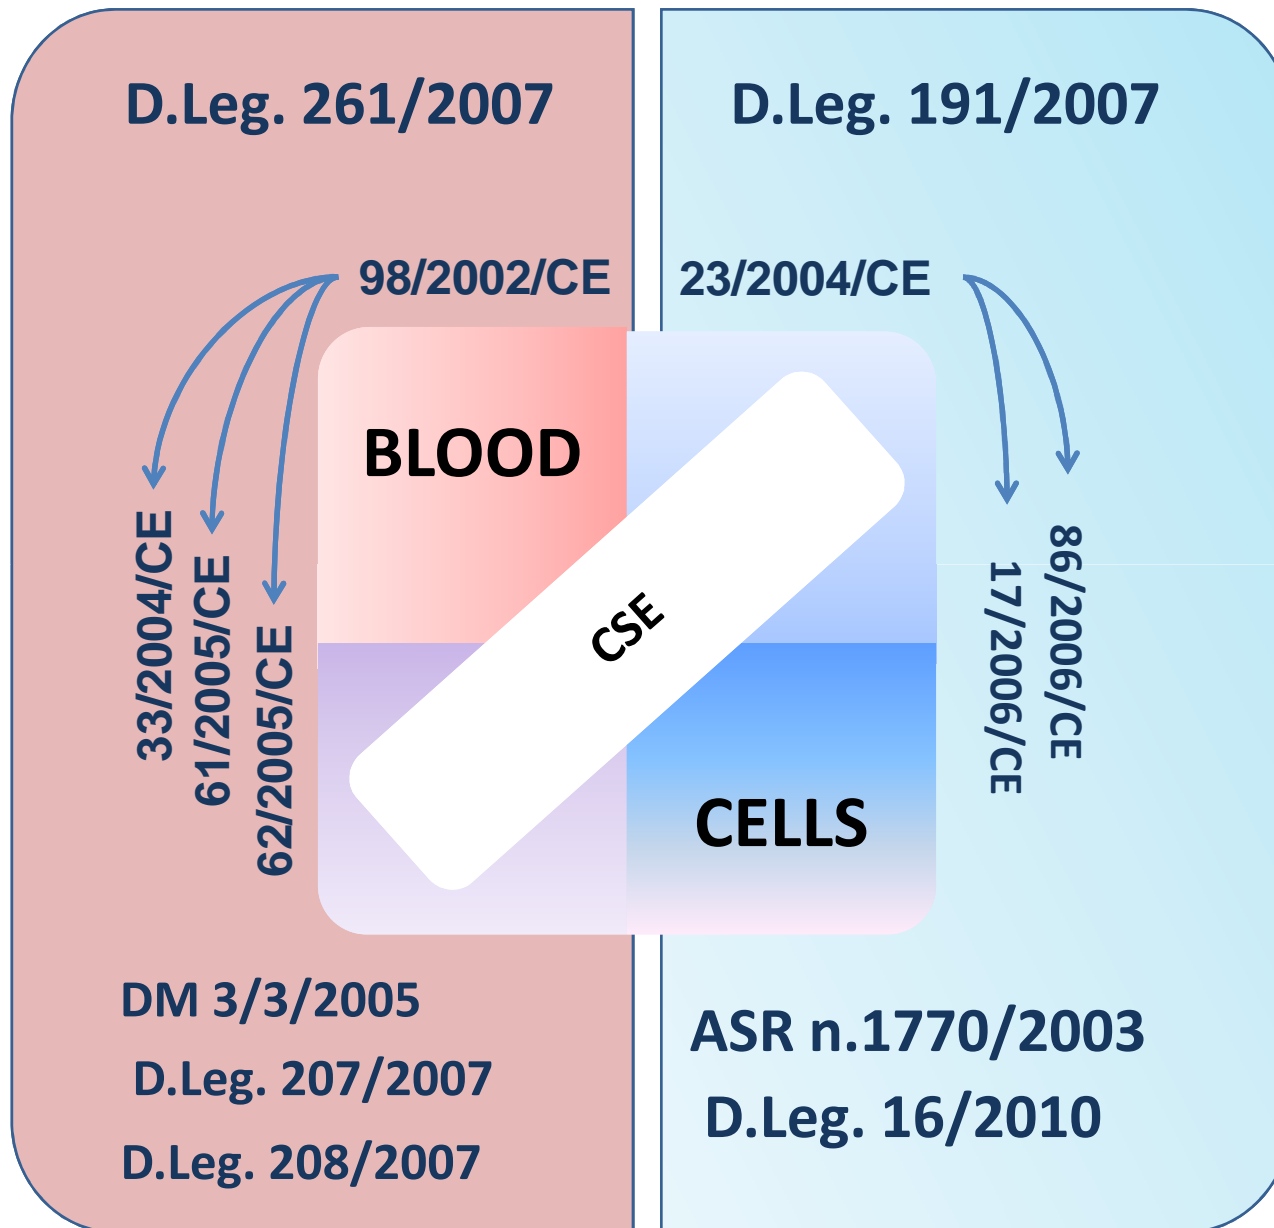 D.Leg. 261/2007
D.Leg. 191/2007
98/2002/CE
23/2004/CE
33/2004/CE
61/2005/CE
62/2005/CE
BLOOD
CSE
CELLS
86/2006/CE
17/2006/CE
DM 3/3/2005
D.Leg. 207/2007
D.Leg. 208/2007
ASR n.1770/2003
D.Leg. 16/2010